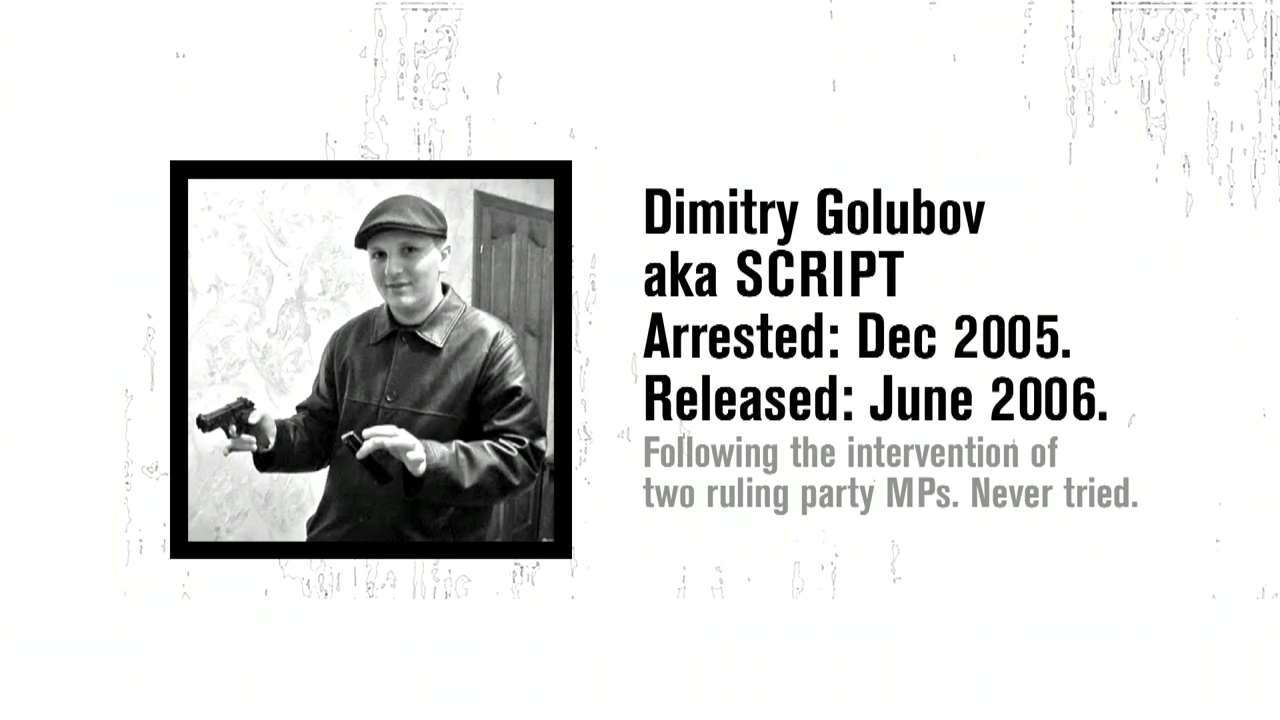 Dimitry Golubov
aka SCRIPT
Arrested: Dec 2005.
Released: June 2006.
Following the intervention of
two ruling party MPs. Never tried.